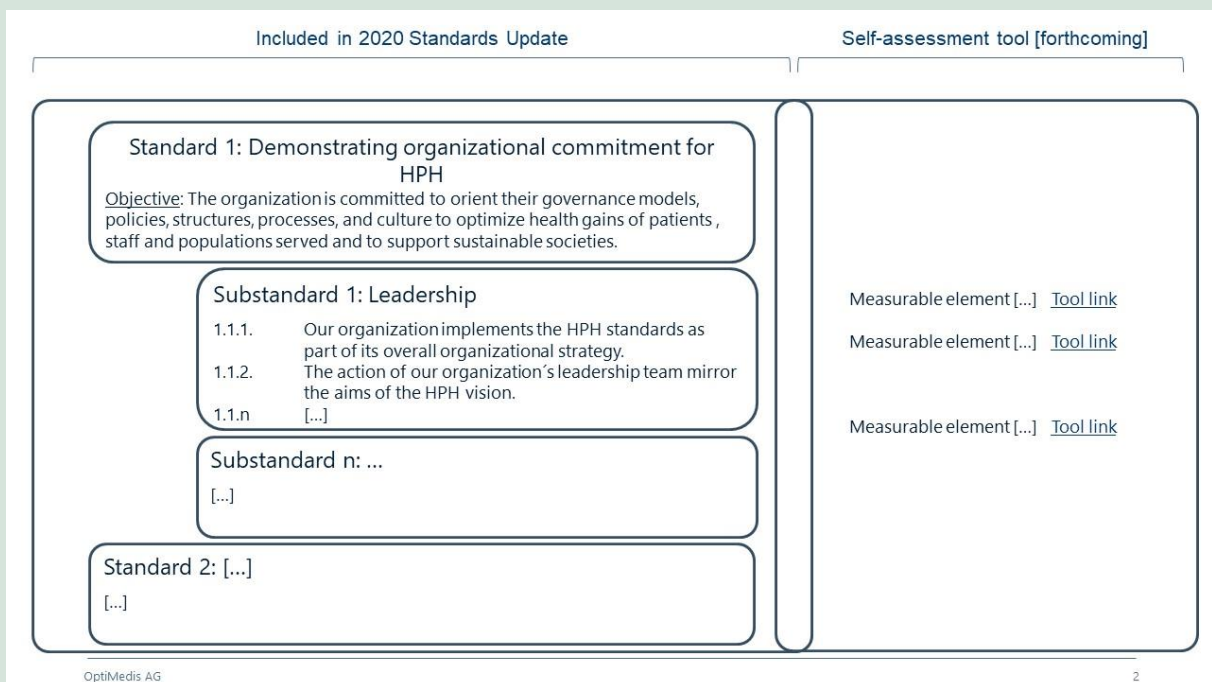 Included in 2020 Standards Update
Self-assessment tool [forthcoming]
Standard 1: Demonstrating organizational commitment for
HPH
Objective: The organization is committed to orient their governance models,
policies, structures, processes, and culture to optimize health gains of patients ,
staff and populations served and to support sustainable societies.
Substandard 1: Leadership
1.1.1. Our organization implements the HPH standards as
part of its overall organizational strategy.
1.1.2. The action of our organization´s leadership team mirror
the aims of the HPH vision.
1.1.n […]
Measurable element […] Tool link
Measurable element […] Tool link
Measurable element […] Tool link
Substandard n: …
[…]
Standard 2: […]
[…]
OptiMedis AG
2